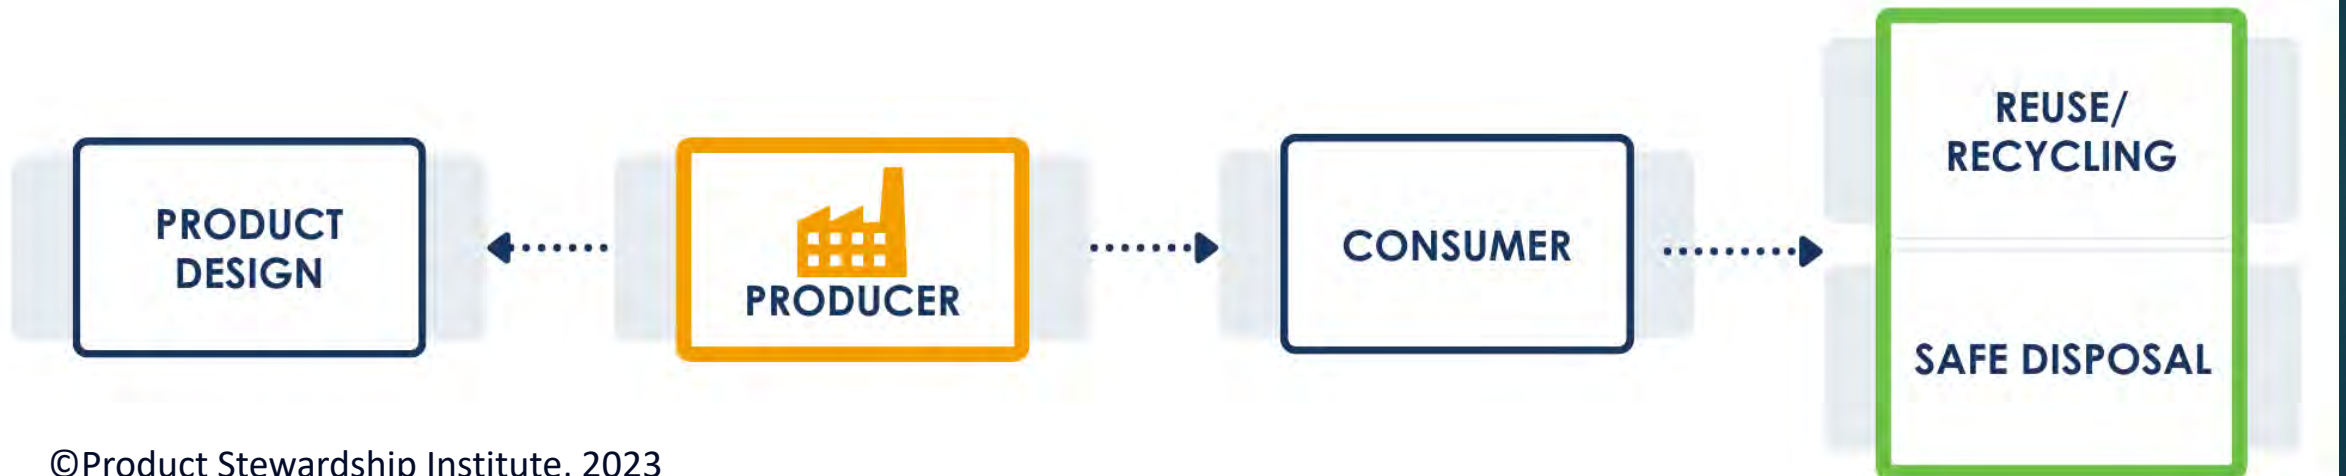 PRODUCT
DESIGN
PRODUCER
CONSUMER
REUSE/
RECYCLING
SAFE DISPOSAL
©Product Stewardship Institute, 2023